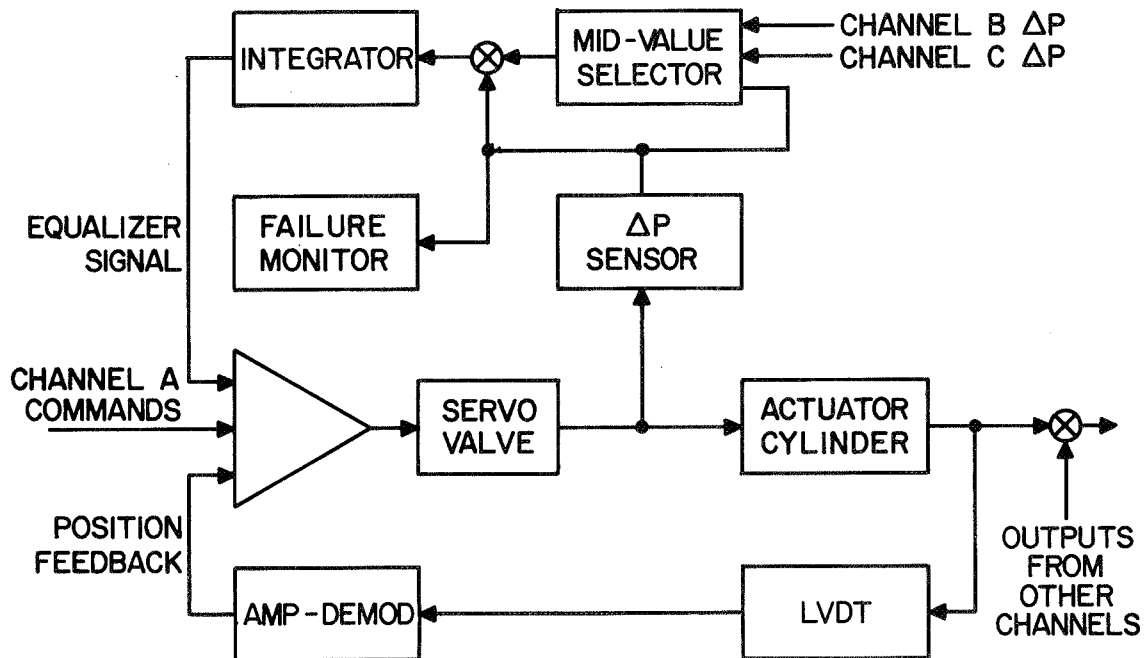 INTEGRATOR
MID-VALUE
SELECTOR
CHANNEL B ΔP
CHANNEL C ΔP
EQUALIZER
SIGNAL
FAILURE
MONITOR
ΔP
SENSOR
CHANNEL A
COMMANDS
SERVO
VALVE
ACTUATOR
CYLINDER
POSITION
FEEDBACK
AMP-DEMOD
LVDT
OUTPUTS
FROM
OTHER
CHANNELS